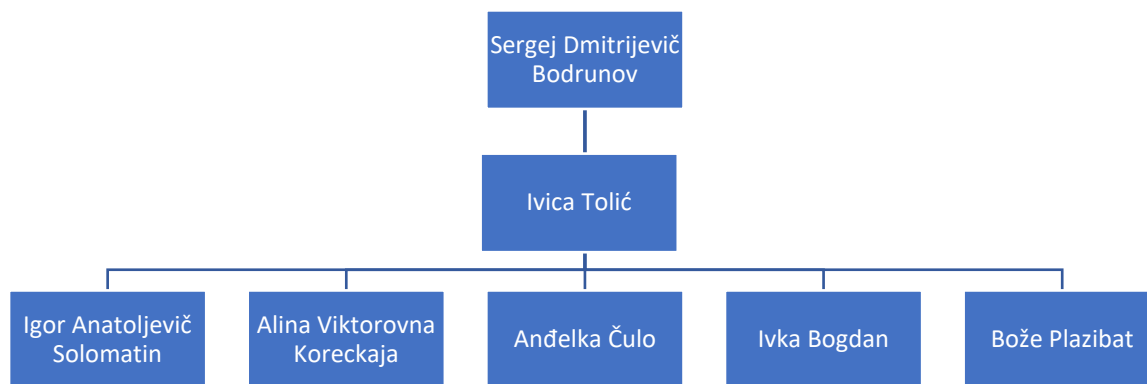 Sergej Dmitrijevič
Bodrunov
Ivica Tolić
Igor Anatoljevič
Solomatin
Alina Viktorovna
Koreckaja
Anđelka Čulo
Ivka Bogdan
Bože Plazibat